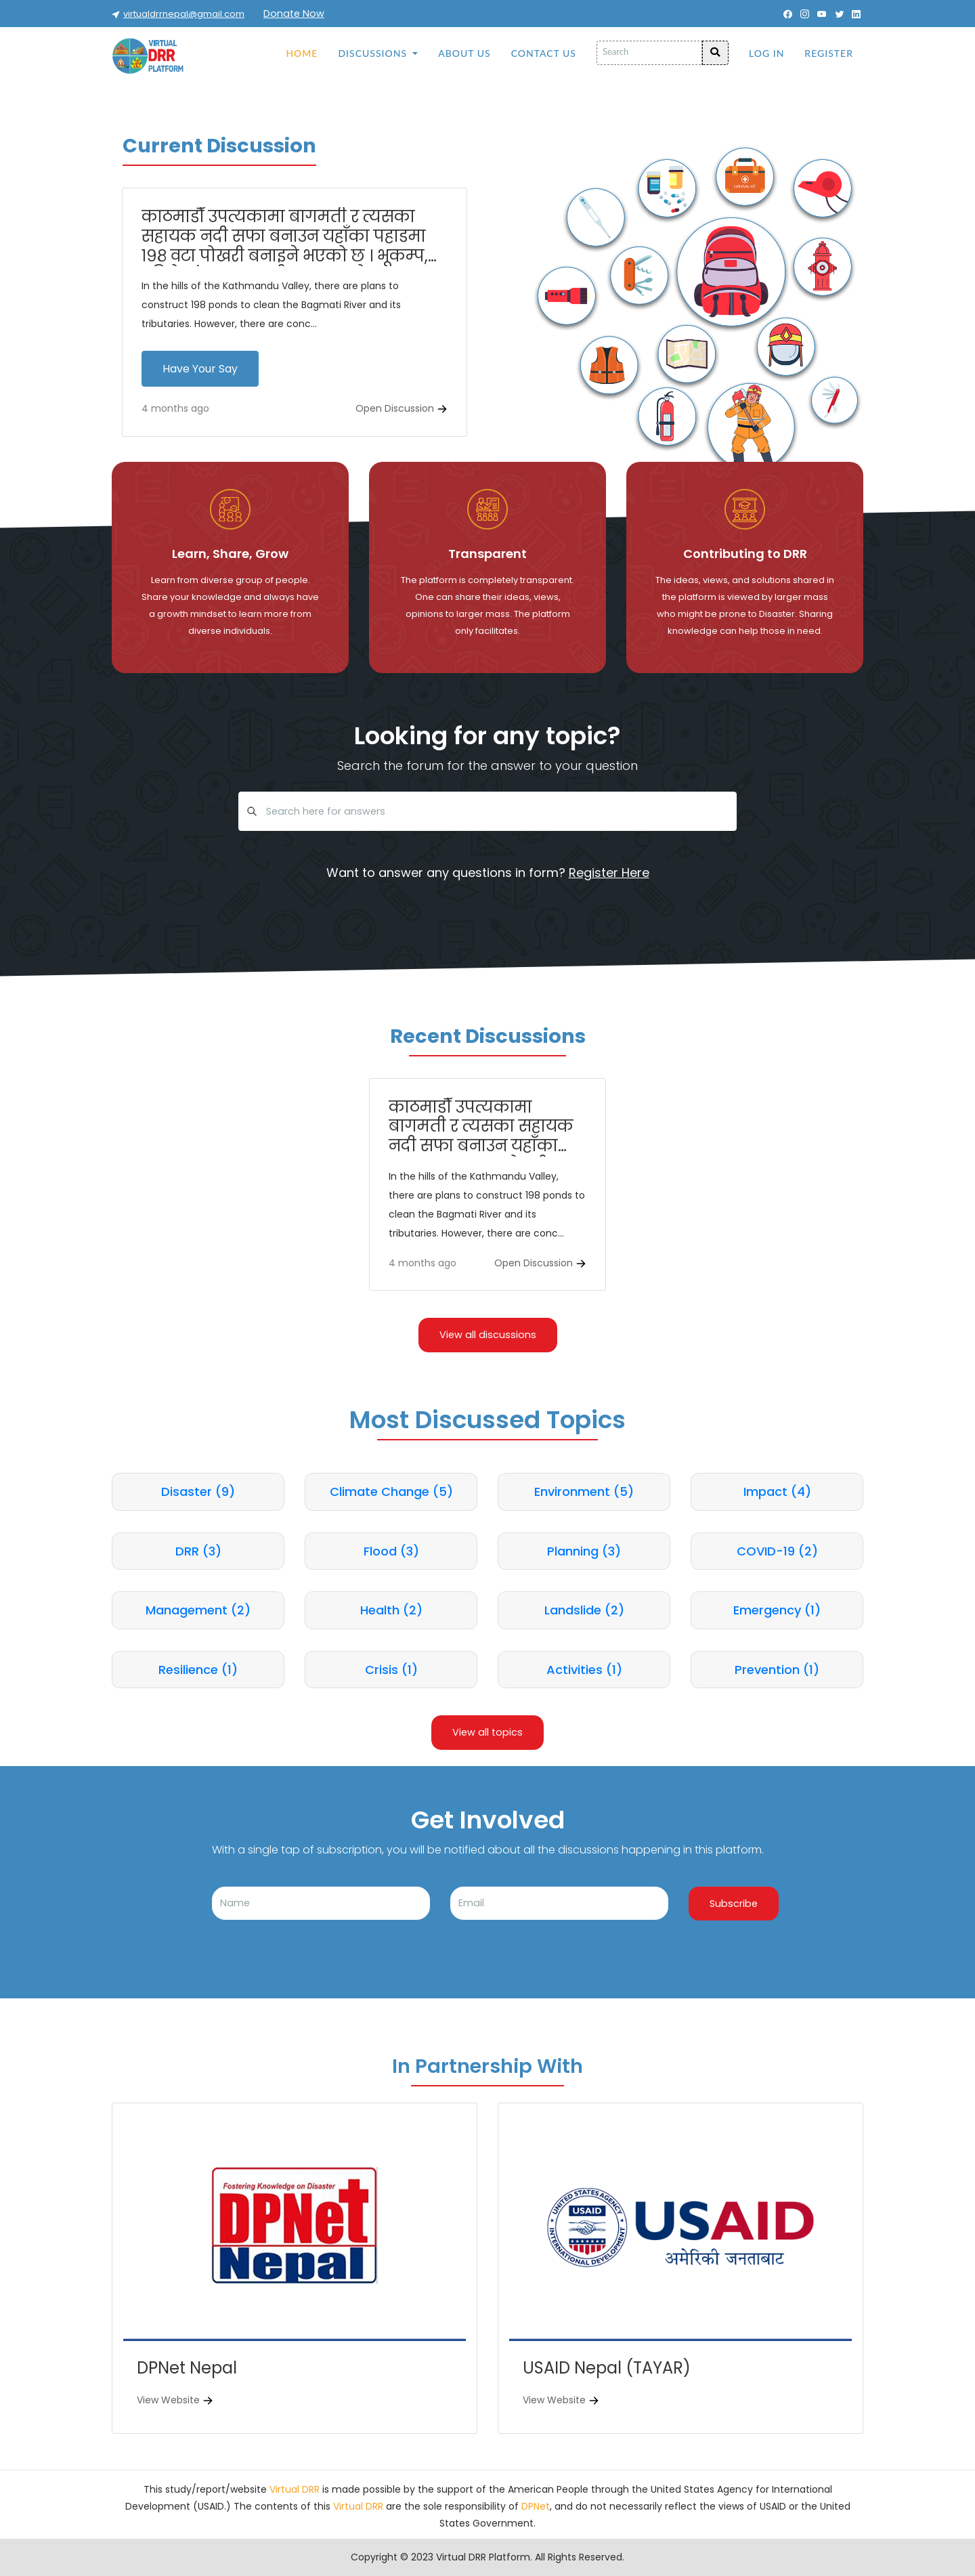 virtualdrrnepal@gmail.com Donate Now
VIRTUAL DRR PLATFORM
HOME DISCUSSIONS ABOUT US CONTACT US Search LOG IN REGISTER
Current Discussion
काठमाडौँ उपत्यकामा बागमती र त्यसका
सहायक नदी सफा बनाउन यहाँका पहाडमा
१९८ वटा पोखरी बनाइने भएको छ । भूकम्प,...
In the hills of the Kathmandu Valley, there are plans to
construct 198 ponds to clean the Bagmati River and its
tributaries. However, there are conc...
Have Your Say
4 months ago Open Discussion
Learn, Share, Grow
Learn from diverse group of people.
Share your knowledge and always have
a growth mindset to learn more from
diverse individuals.
Transparent
The platform is completely transparent.
One can share their ideas, views,
opinions to larger mass. The platform
only facilitates.
Contributing to DRR
The ideas, views, and solutions shared in
the platform is viewed by larger mass
who might be prone to Disaster. Sharing
knowledge can help those in need.
Looking for any topic?
Search the forum for the answer to your question
Search here for answers
Want to answer any questions in form? Register Here
Recent Discussions
काठमाडौँ उपत्यकामा
बागमती र त्यसका सहायक
नदी सफा बनाउन यहाँका...
In the hills of the Kathmandu Valley,
there are plans to construct 198 ponds to
clean the Bagmati River and its
tributaries. However, there are conc...
4 months ago Open Discussion
View all discussions
Most Discussed Topics
Disaster (9) Climate Change (5) Environment (5) Impact (4)
DRR (3) Flood (3) Planning (3) COVID-19 (2)
Management (2) Health (2) Landslide (2) Emergency (1)
Resilience (1) Crisis (1) Activities (1) Prevention (1)
View all topics
Get Involved
With a single tap of subscription, you will be notified about all the discussions happening in this platform.
Name Email Subscribe
In Partnership With
Fostering Knowledge on Disaster
DPNet
Nepal
DPNet Nepal
View Website
UNITED STATES AGENCY
USAID
INTERNATIONAL DEVELOPMENT
USAID
अमेरिकी जनताबाट
USAID Nepal (TAYAR)
View Website
This study/report/website Virtual DRR is made possible by the support of the American People through the United States Agency for International
Development (USAID.) The contents of this Virtual DRR are the sole responsibility of DPNet, and do not necessarily reflect the views of USAID or the United
States Government.
Copyright © 2023 Virtual DRR Platform. All Rights Reserved.